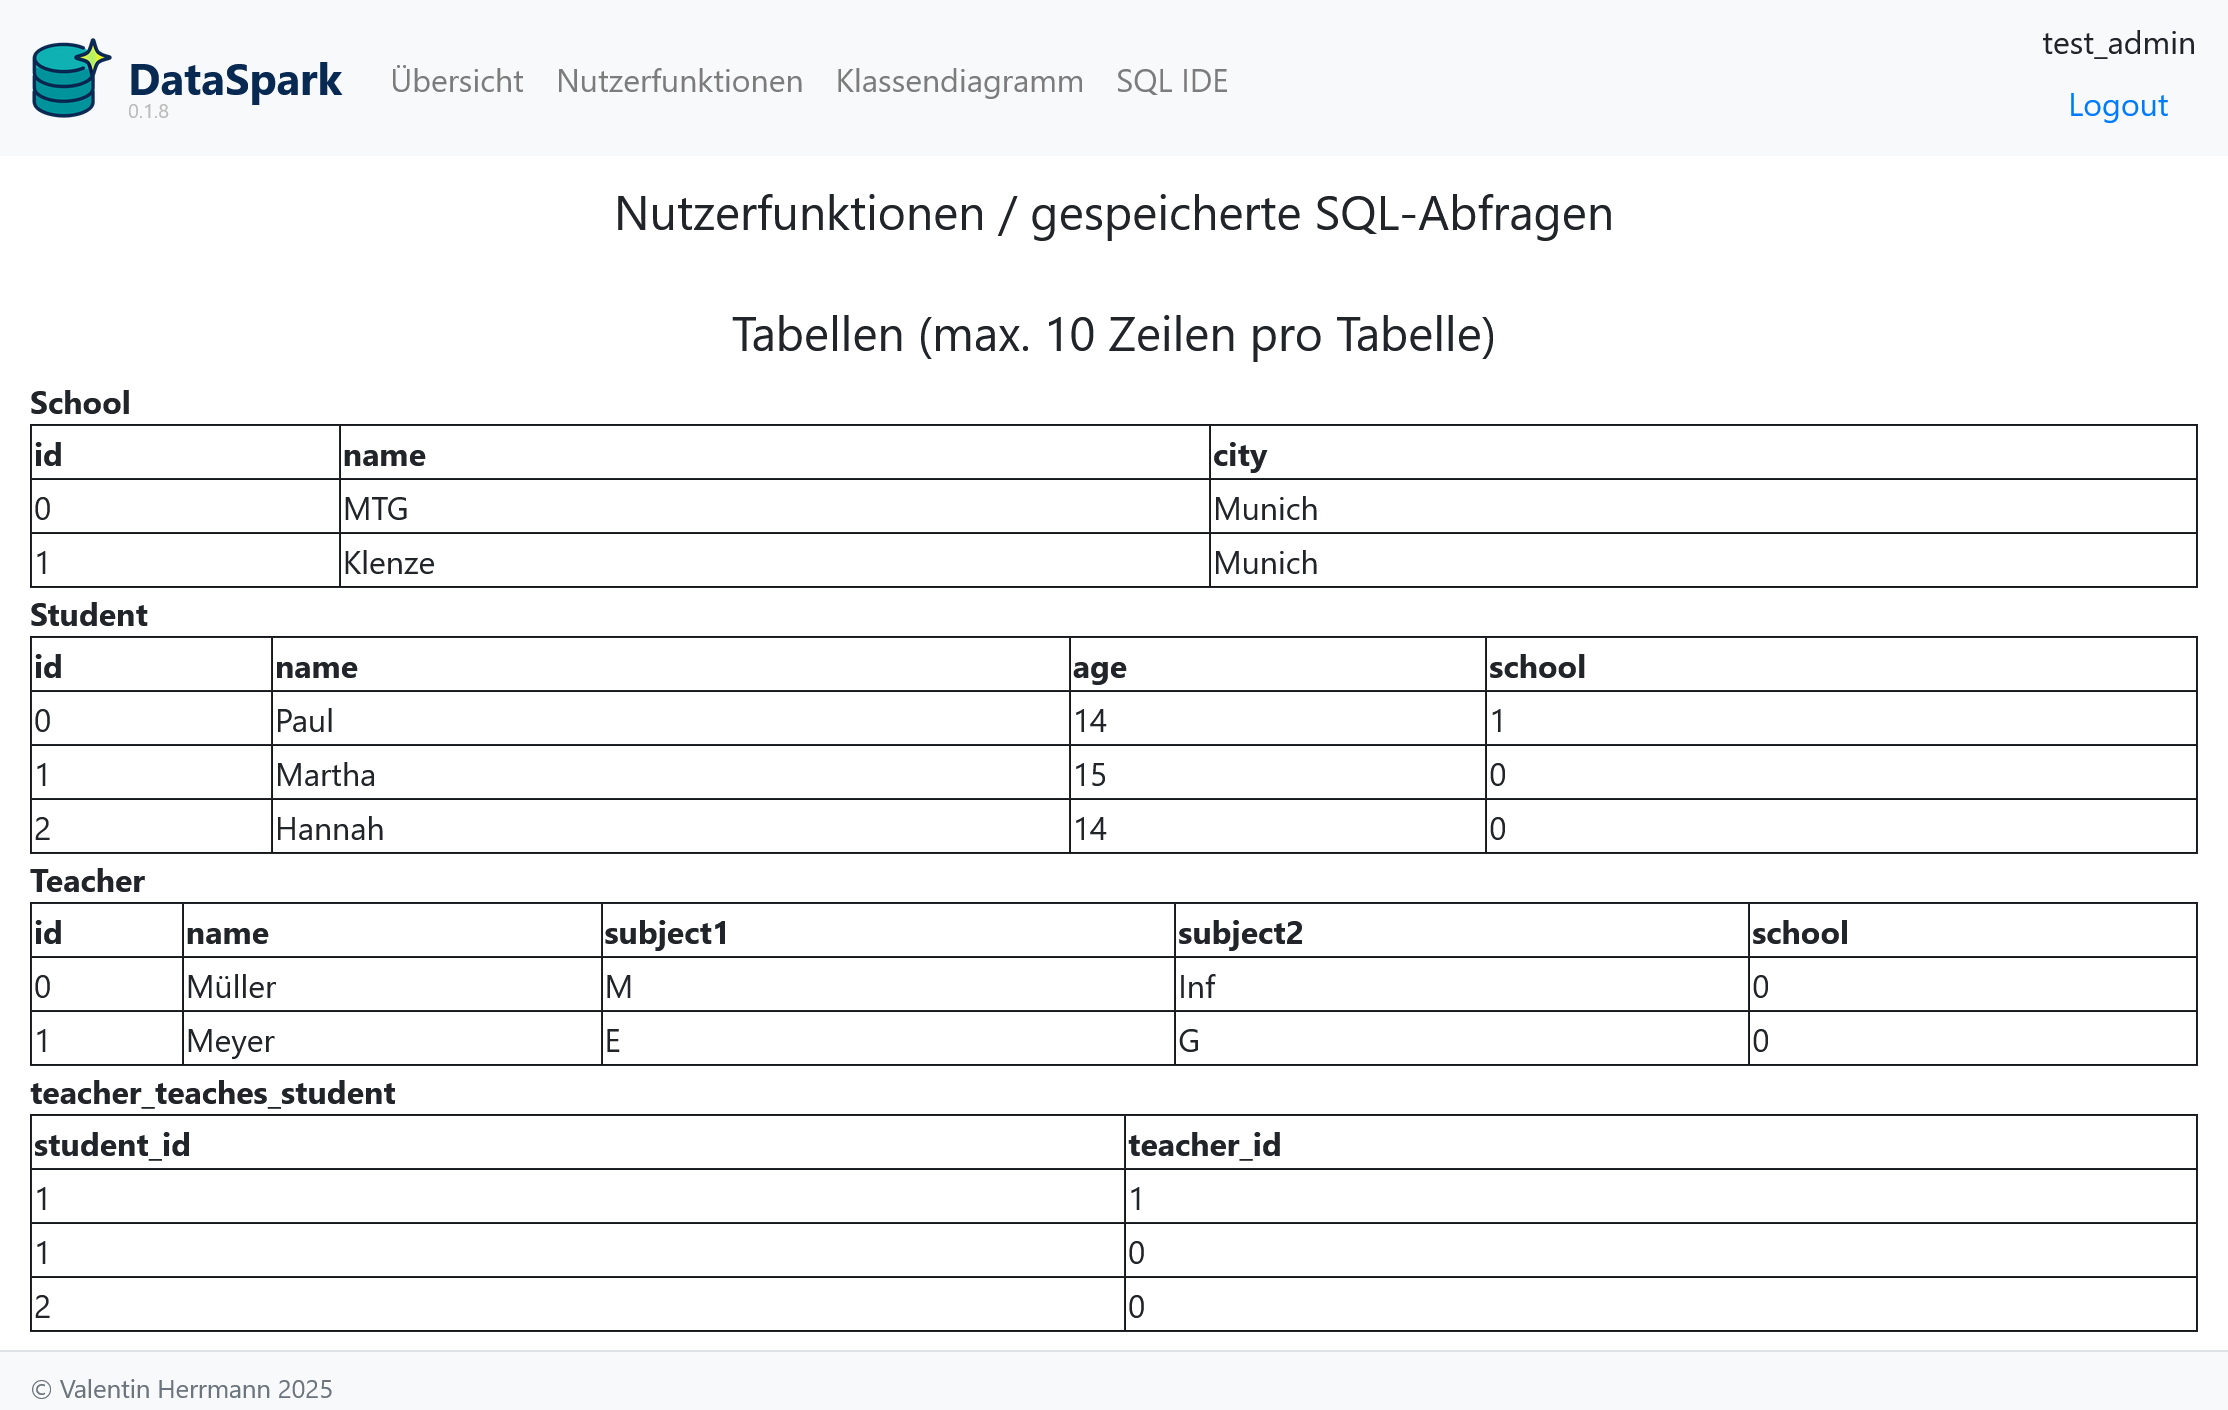 DataSpark
0.1.8
Übersicht Nutzerfunktionen Klassendiagramm SQL IDE
test_admin
Logout
Nutzerfunktionen / gespeicherte SQL-Abfragen
Tabellen (max. 10 Zeilen pro Tabelle)
School
id name city
0 MTG Munich
1 Klenze Munich
Student
id name age school
0 Paul 14 1
1 Martha 15 0
2 Hannah 14 0
Teacher
id name subject1 subject2 school
0 Müller M Inf 0
1 Meyer E G 0
teacher_teaches_student
student_id teacher_id
1 1
1 0
2 0
© Valentin Herrmann 2025